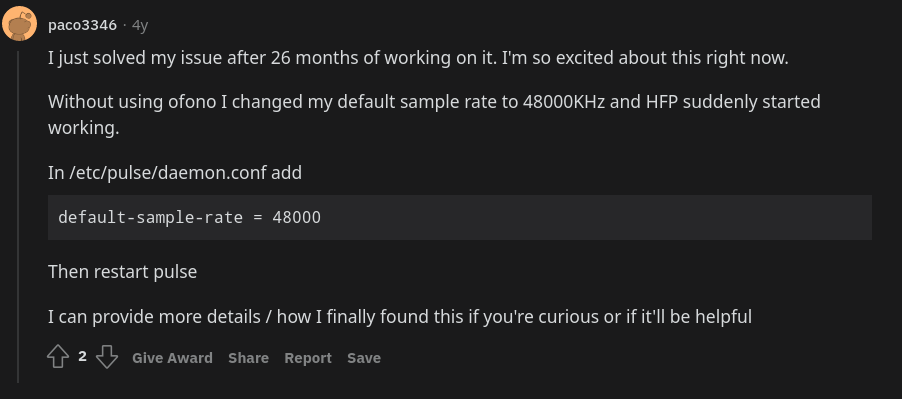 paco3346 · 4y
I just solved my issue after 26 months of working on it. I'm so excited about this right now.
Without using ofono I changed my default sample rate to 48000KHz and HFP suddenly started
working.
In /etc/pulse/daemon.conf add
default-sample-rate = 48000
Then restart pulse
I can provide more details / how I finally found this if you're curious or if it'll be helpful
2 Give Award Share Report Save